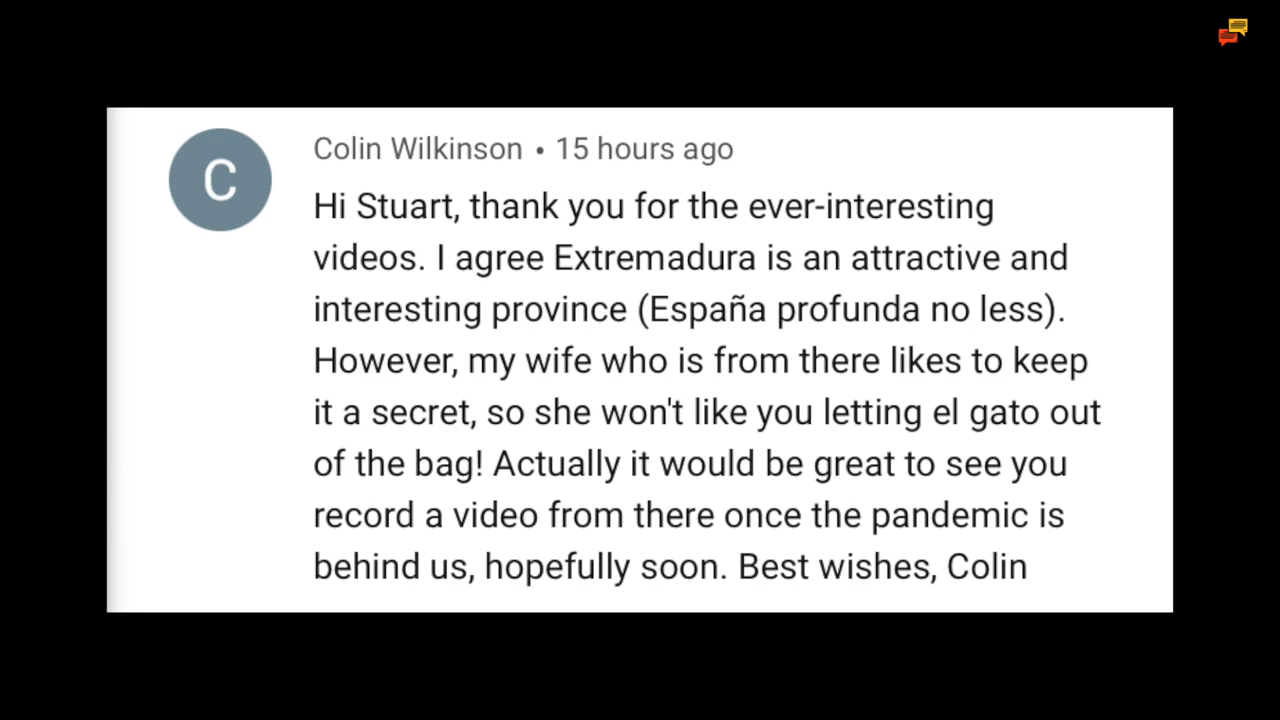 C
Colin Wilkinson • 15 hours ago
Hi Stuart, thank you for the ever-interesting
videos. I agree Extremadura is an attractive and
interesting province (España profunda no less).
However, my wife who is from there likes to keep
it a secret, so she won't like you letting el gato out
of the bag! Actually it would be great to see you
record a video from there once the pandemic is
behind us, hopefully soon. Best wishes, Colin